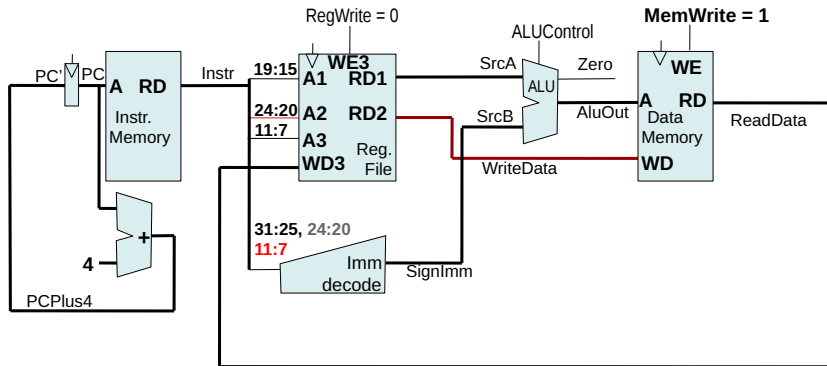 RegWrite = 0
MemWrite = 1
ALUControl
PC'
PC
A RD
Instr.
Memory
Instr
19:15
24:20
11:7
WE3
A1 RD1
A2 RD2
A3
WD3
Reg.
File
SrcA
SrcB
ALU
Zero
AluOut
WriteData
WE
A RD
Data
Memory
WD
ReadData
+
4
PCPlus4
31:25, 24:20
11:7
Imm
decode
SignImm